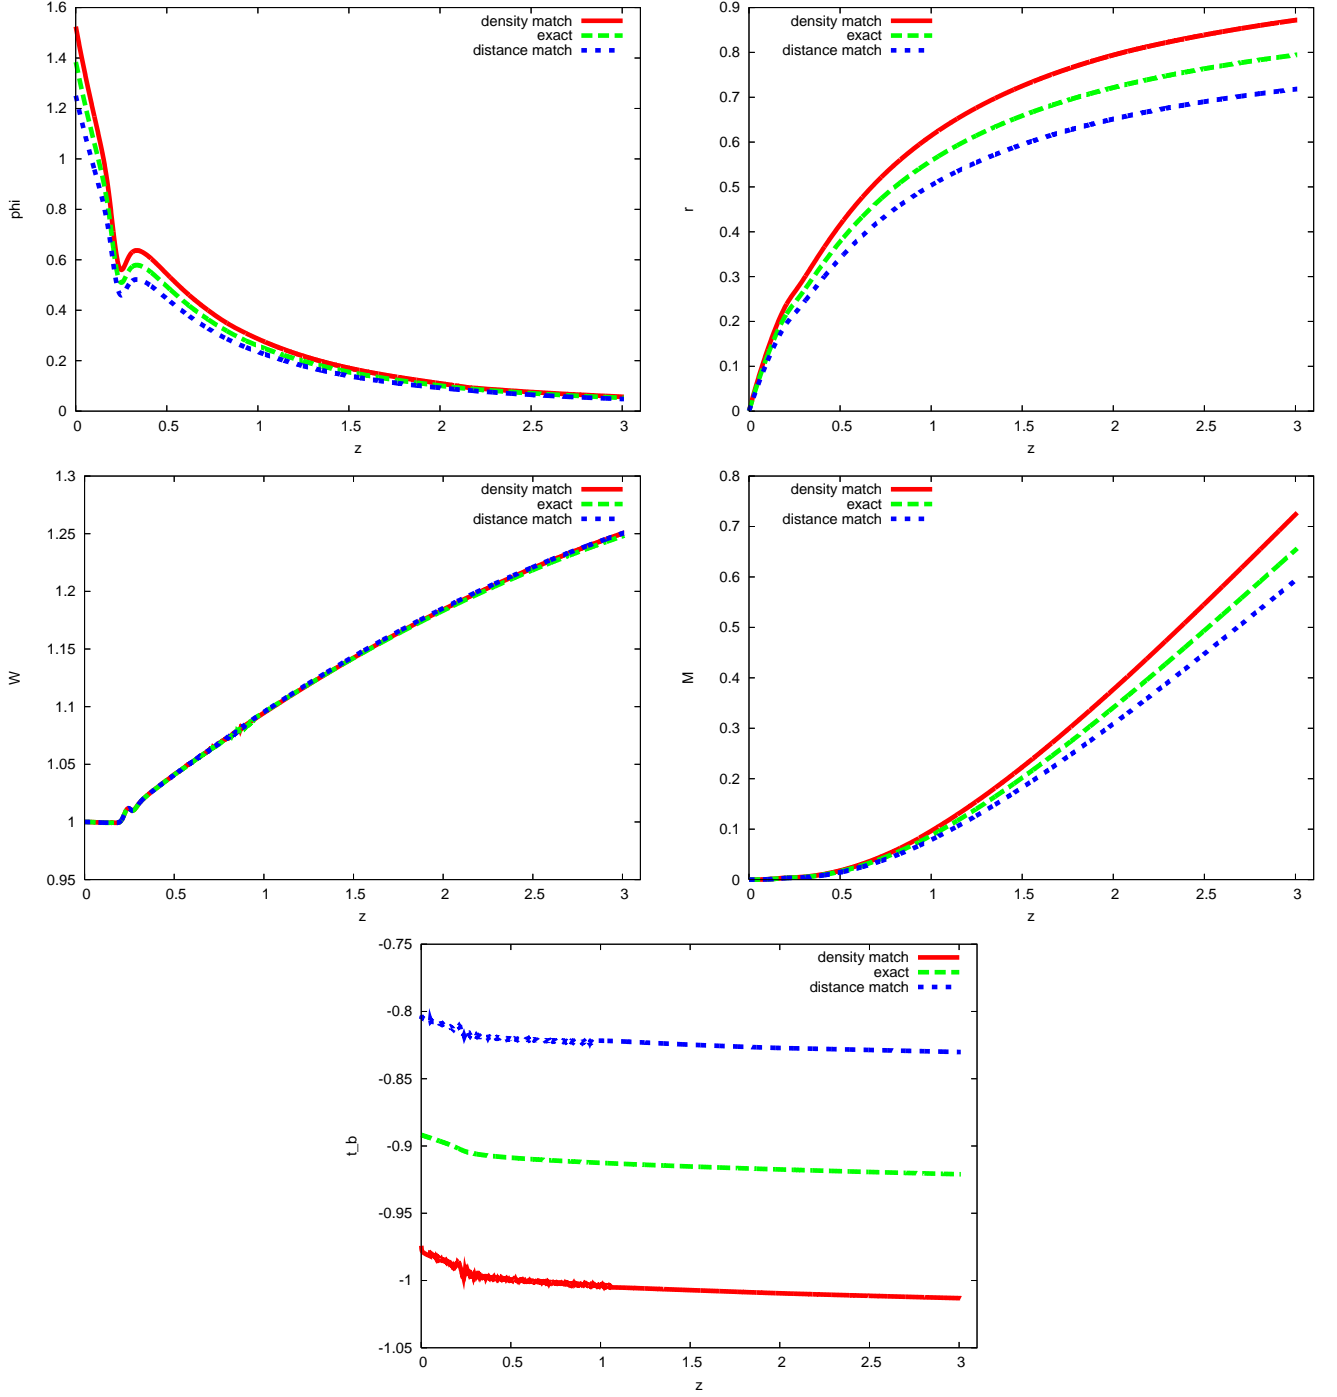 density match
exact
distance match
1.6
1.4
1.2
1
0.8
0.6
0.4
0.2
0
phi
0 0.5 1 1.5 2 2.5 3
z
density match
exact
distance match
0.9
0.8
0.7
0.6
0.5
0.4
0.3
0.2
0.1
0
r
0 0.5 1 1.5 2 2.5 3
z
density match
exact
distance match
1.3
1.25
1.2
1.15
1.1
1.05
1
0.95
W
0 0.5 1 1.5 2 2.5 3
z
density match
exact
distance match
0.8
0.7
0.6
0.5
0.4
0.3
0.2
0.1
0
M
0 0.5 1 1.5 2 2.5 3
z
density match
exact
distance match
-0.75
-0.8
-0.85
-0.9
-0.95
-1
-1.05
t_b
0 0.5 1 1.5 2 2.5 3
z